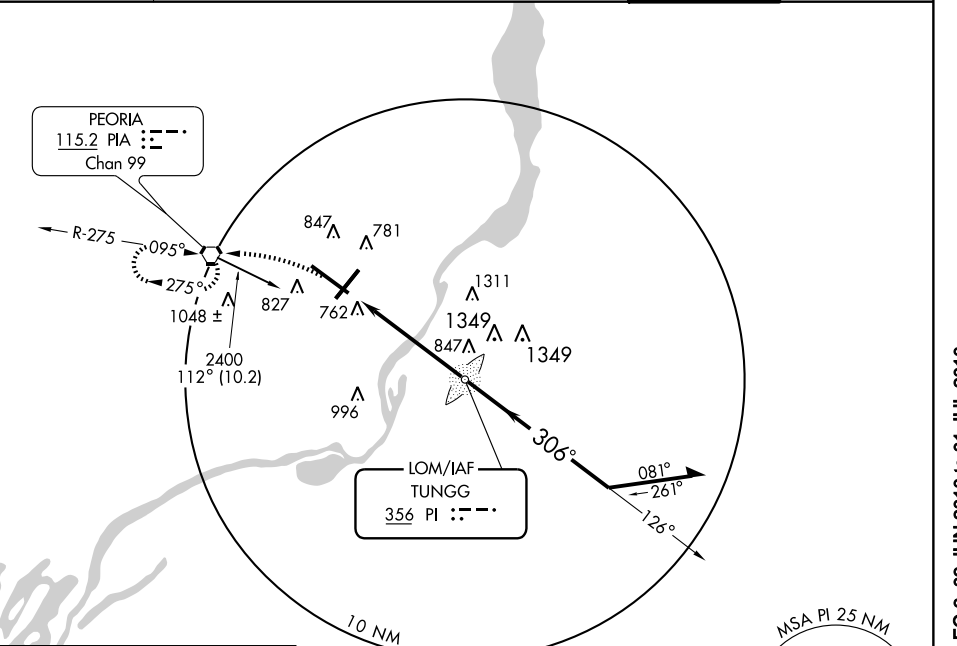 PEORIA
115.2 PIA
Chan 99
R-275
095°
275°
1048 ±
2400
112° (10.2)
827
847
781
762
1311
1349
1349
847
996
306°
LOM/IAF
TUNGG
356 PI
081°
261°
126°
10 NM
MSA PI 25 NM